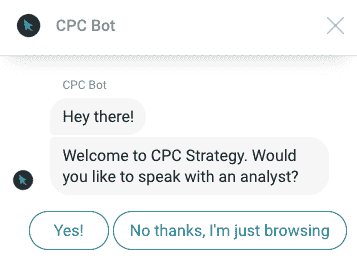 CPC Bot
CPC Bot
Hey there!
Welcome to CPC Strategy. Would
you like to speak with an analyst?
Yes!
No thanks, I'm just browsing